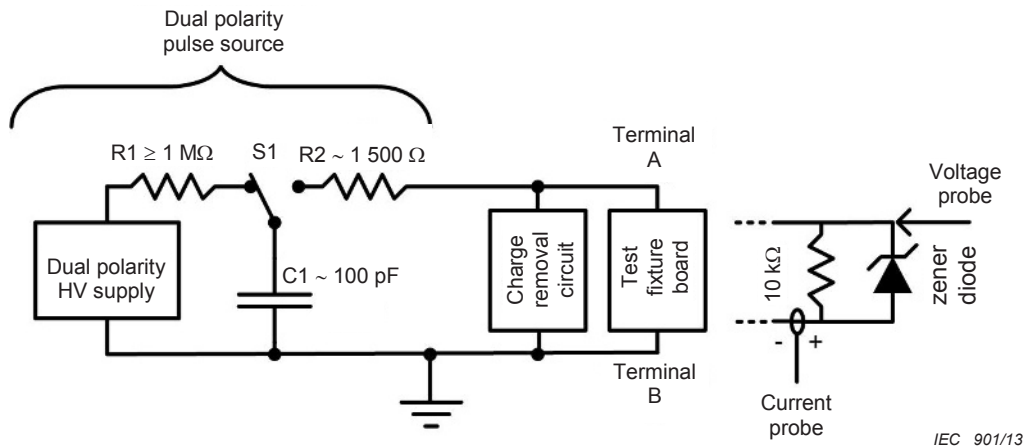 Dual polarity
pulse source
R1 ≥ 1 MΩ
S1
R2 ~ 1 500 Ω
Terminal
A
Voltage
probe
Dual polarity
HV supply
C1 ~ 100 pF
Charge
removal
circuit
Test
fixture
board
10 kΩ
zener
diode
- +
Terminal
B
Current
probe
IEC 901/13